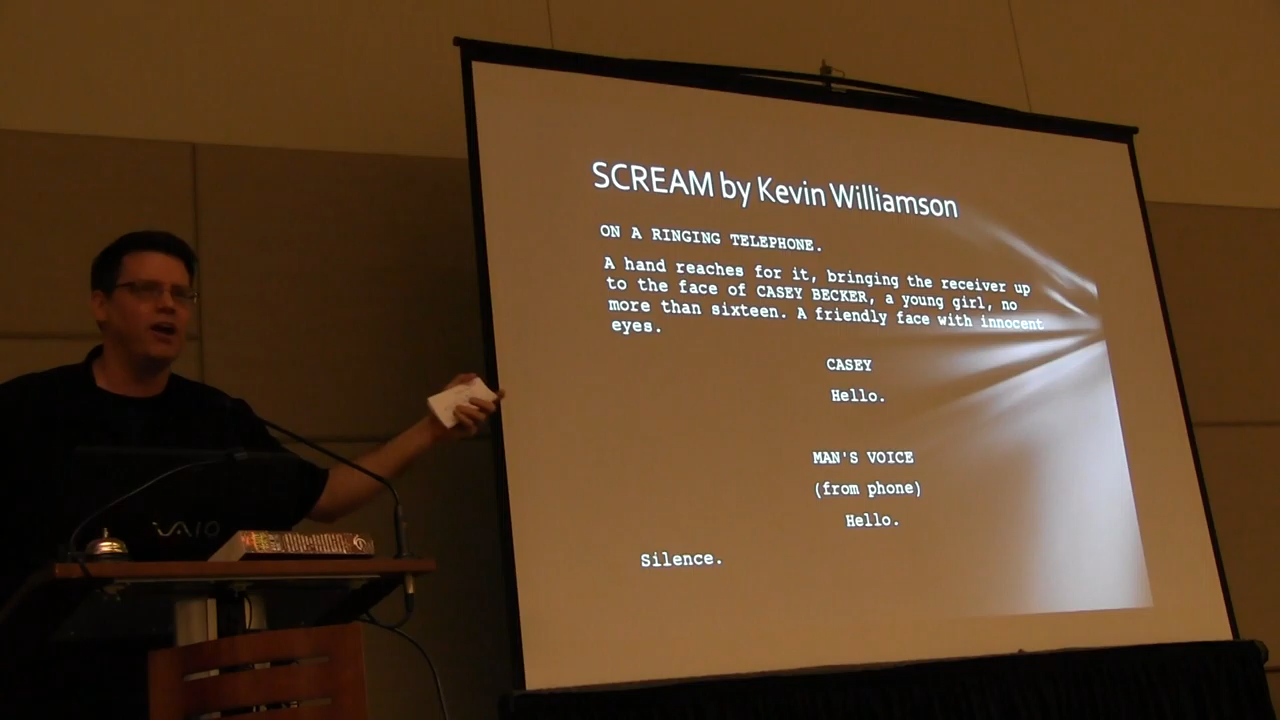 SCREAM by Kevin Williamson
ON A RINGING TELEPHONE.
A hand reaches for it, bringing the receiver up
to the face of CASEY BECKER, a young girl, no
more than sixteen. A friendly face with innocent
eyes.
CASEY
Hello.
MAN'S VOICE
(from phone)
Hello.
Silence.
VAIO